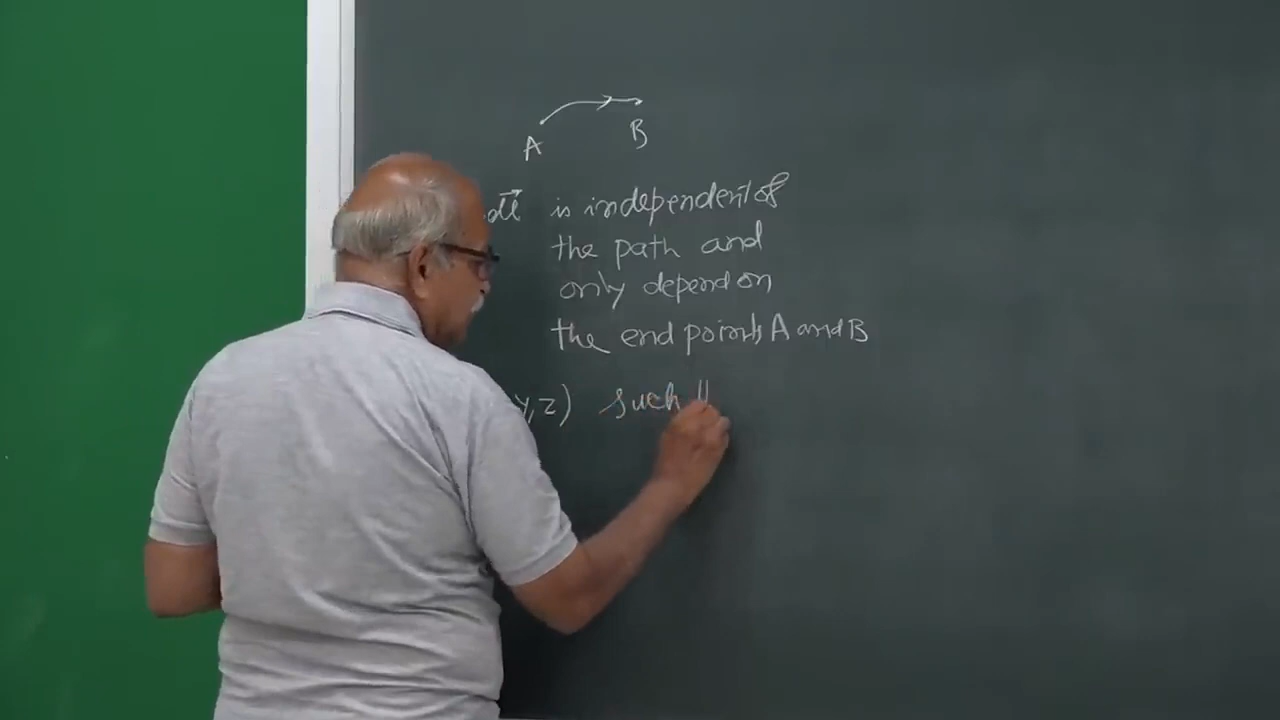 A B
dl⃗ is independent of
the path and
only depend on
the end points A and B
y, z) such